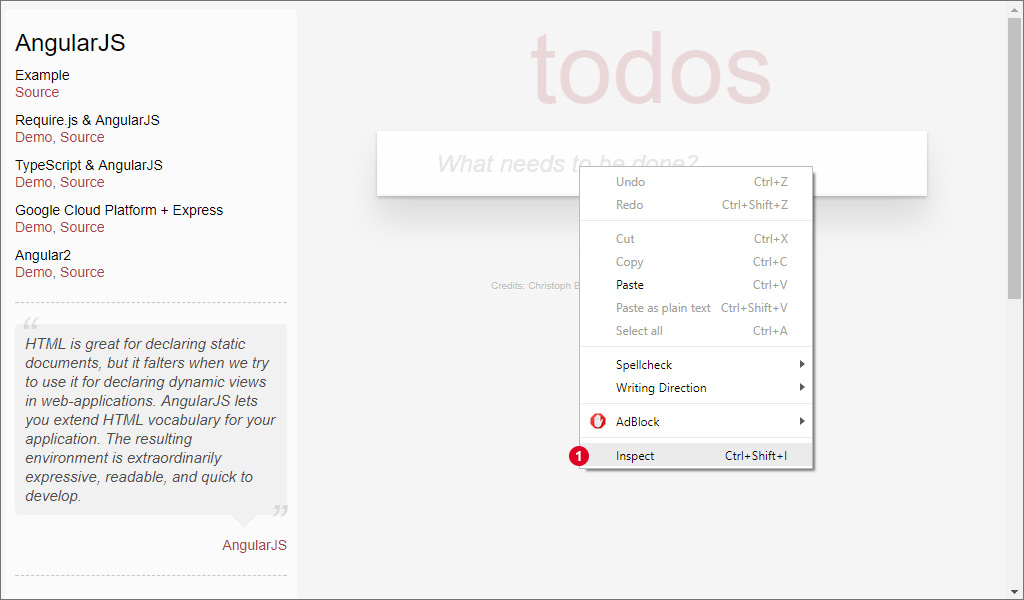 AngularJS
Example
Source
Require.js & AngularJS
Demo, Source
TypeScript & AngularJS
Demo, Source
Google Cloud Platform + Express
Demo, Source
Angular2
Demo, Source
“
HTML is great for declaring static
documents, but it falters when we try
to use it for declaring dynamic views
in web-applications. AngularJS lets
you extend HTML vocabulary for your
application. The resulting
environment is extraordinarily
expressive, readable, and quick to
develop.
”
AngularJS
todos
What needs to be done?
Credits: Christoph
Undo Ctrl+Z
Redo Ctrl+Shift+Z
Cut Ctrl+X
Copy Ctrl+C
Paste Ctrl+V
Paste as plain text Ctrl+Shift+V
Select all Ctrl+A
Spellcheck
Writing Direction
AdBlock
1 Inspect Ctrl+Shift+I